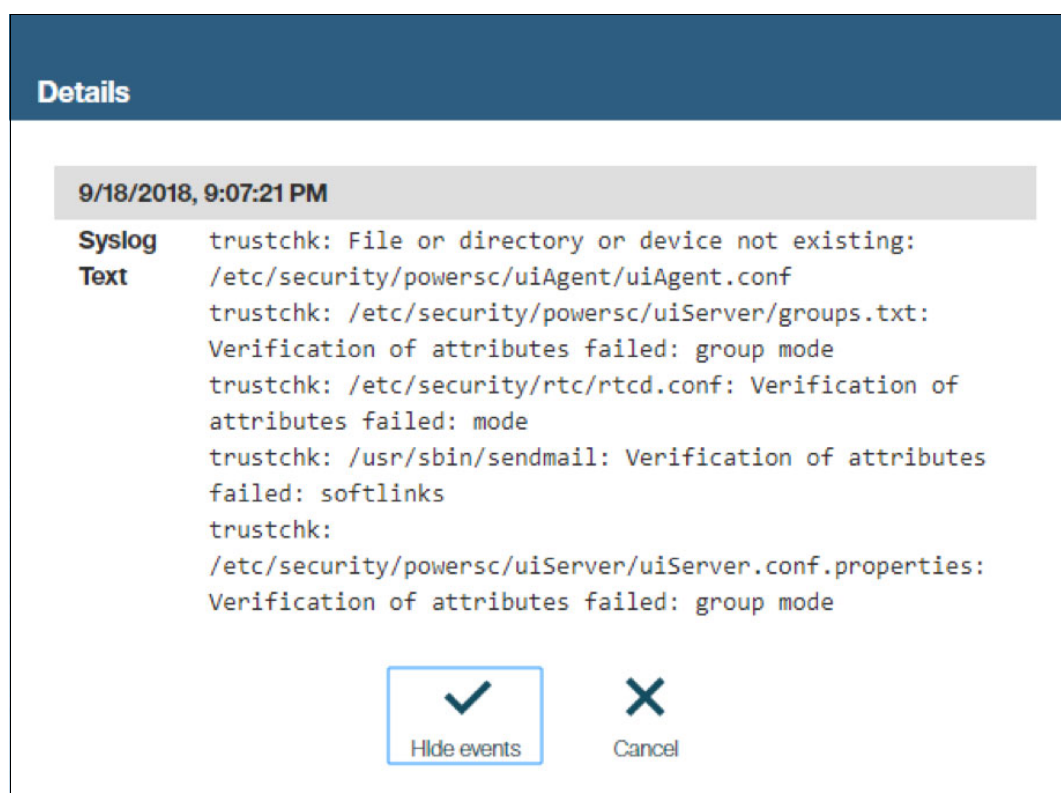 Details
9/18/2018, 9:07:21 PM
Syslog Text
trustchk: File or directory or device not existing:
/etc/security/powersc/uiAgent/uiAgent.conf
trustchk: /etc/security/powersc/uiServer/groups.txt:
Verification of attributes failed: group mode
trustchk: /etc/security/rtc/rtcd.conf: Verification of
attributes failed: mode
trustchk: /usr/sbin/sendmail: Verification of attributes
failed: softlinks
trustchk:
/etc/security/powersc/uiServer/uiServer.conf.properties:
Verification of attributes failed: group mode
HIde events
Cancel